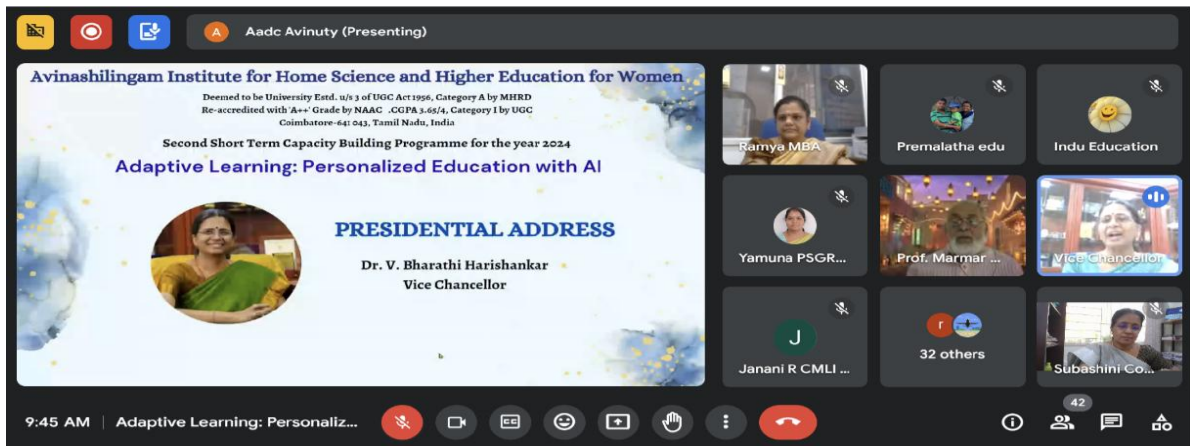 A
Aadc Avinuty (Presenting)
Avinashilingam Institute for Home Science and Higher Education for Women
Deemed to be University Estd. u/s 3 of UGC Act 1956, Category A by MHRD
Re-accredited with 'A++' Grade by NAAC .CGPA 3.65/4, Category I by UGC
Coimbatore-641 043, Tamil Nadu, India
Second Short Term Capacity Building Programme for the year 2024
Adaptive Learning: Personalized Education with AI
PRESIDENTIAL ADDRESS
Dr. V. Bharathi Harishankar
Vice Chancellor
Ramya MBA
Premalatha edu
Indu Education
Yamuna PSGR...
Prof. Marmar ...
Vice Chancellor
J
Janani R CMLI ...
r
32 others
Subashini Co...
9:45 AM | Adaptive Learning: Personaliz...
CC
42